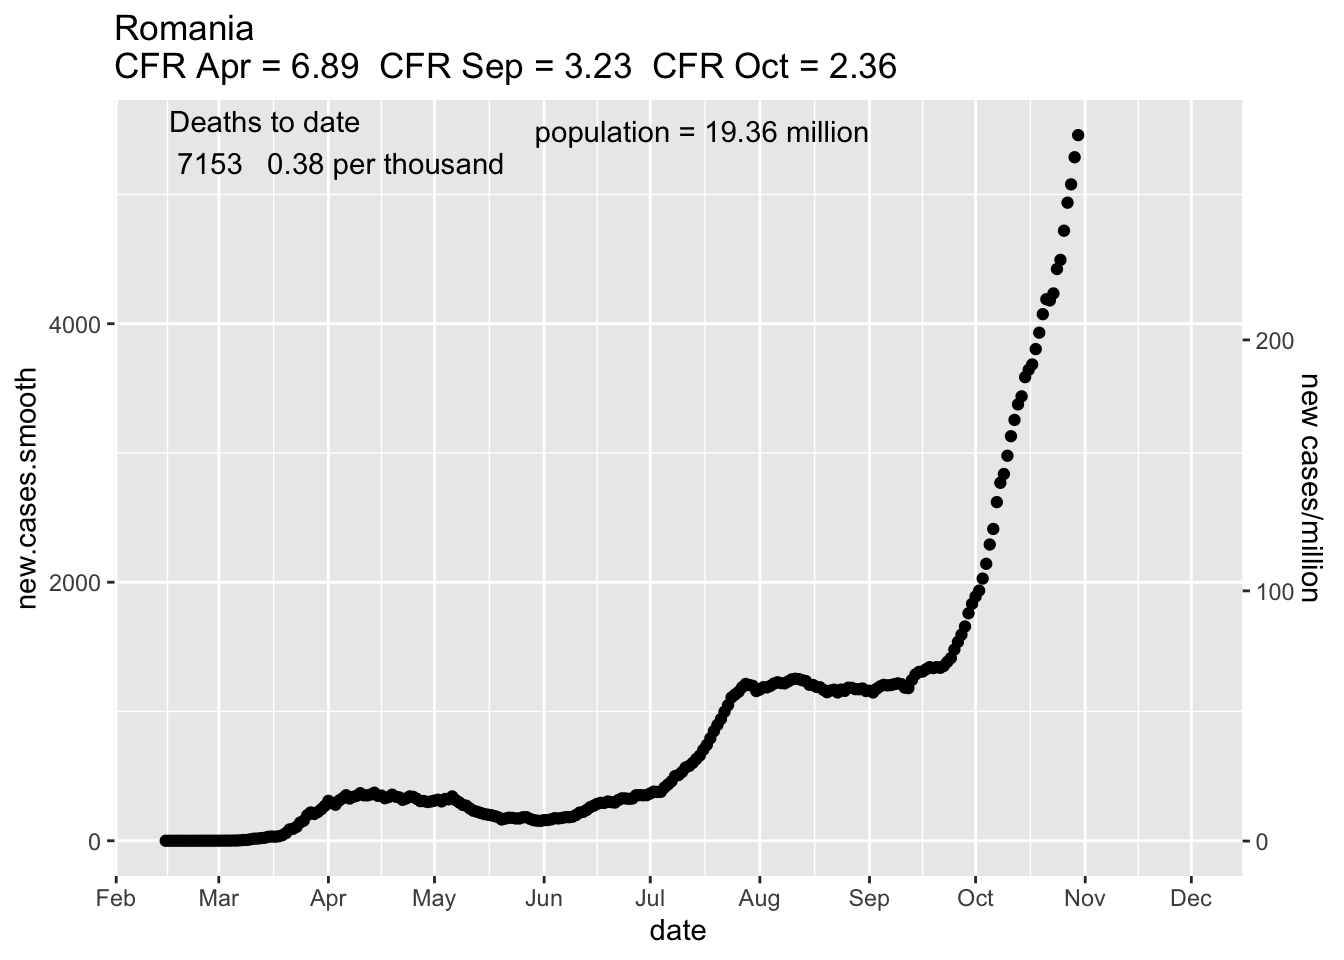 Romania
CFR Apr = 6.89  CFR Sep = 3.23  CFR Oct = 2.36
Deaths to date
7153   0.38 per thousand
population = 19.36 million
new.cases.smooth
4000
2000
0
new cases/million
200
100
0
Feb Mar Apr May Jun Jul Aug Sep Oct Nov Dec
date